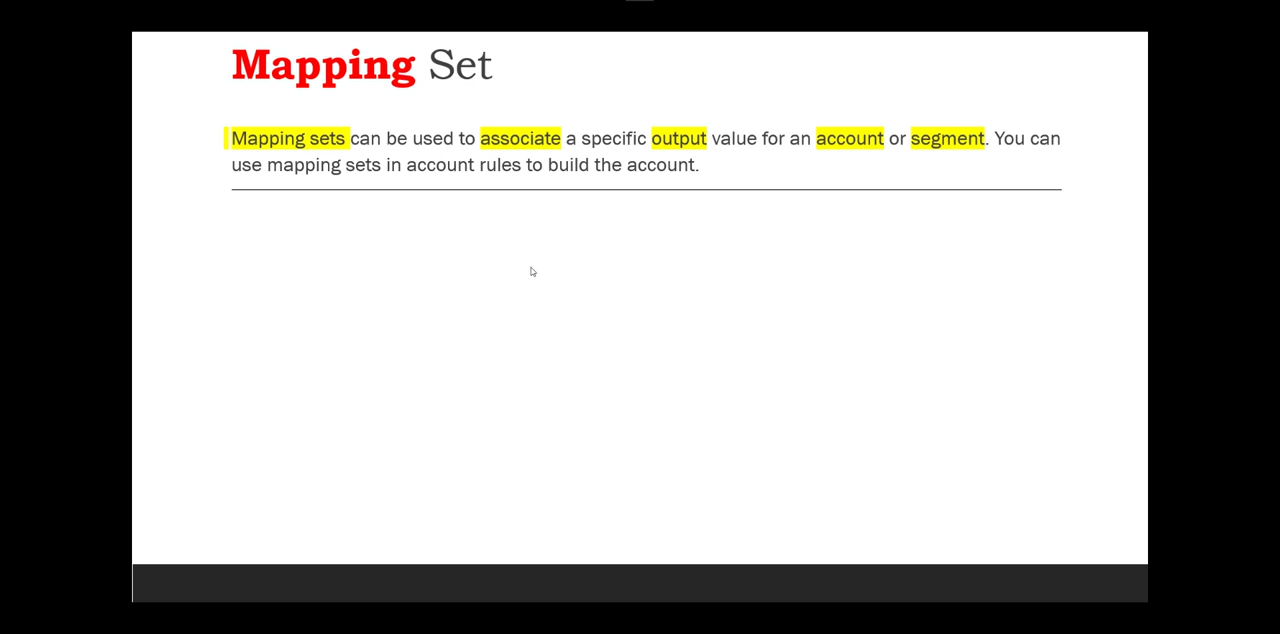 Mapping Set
Mapping sets can be used to associate a specific output value for an account or segment. You can
use mapping sets in account rules to build the account.